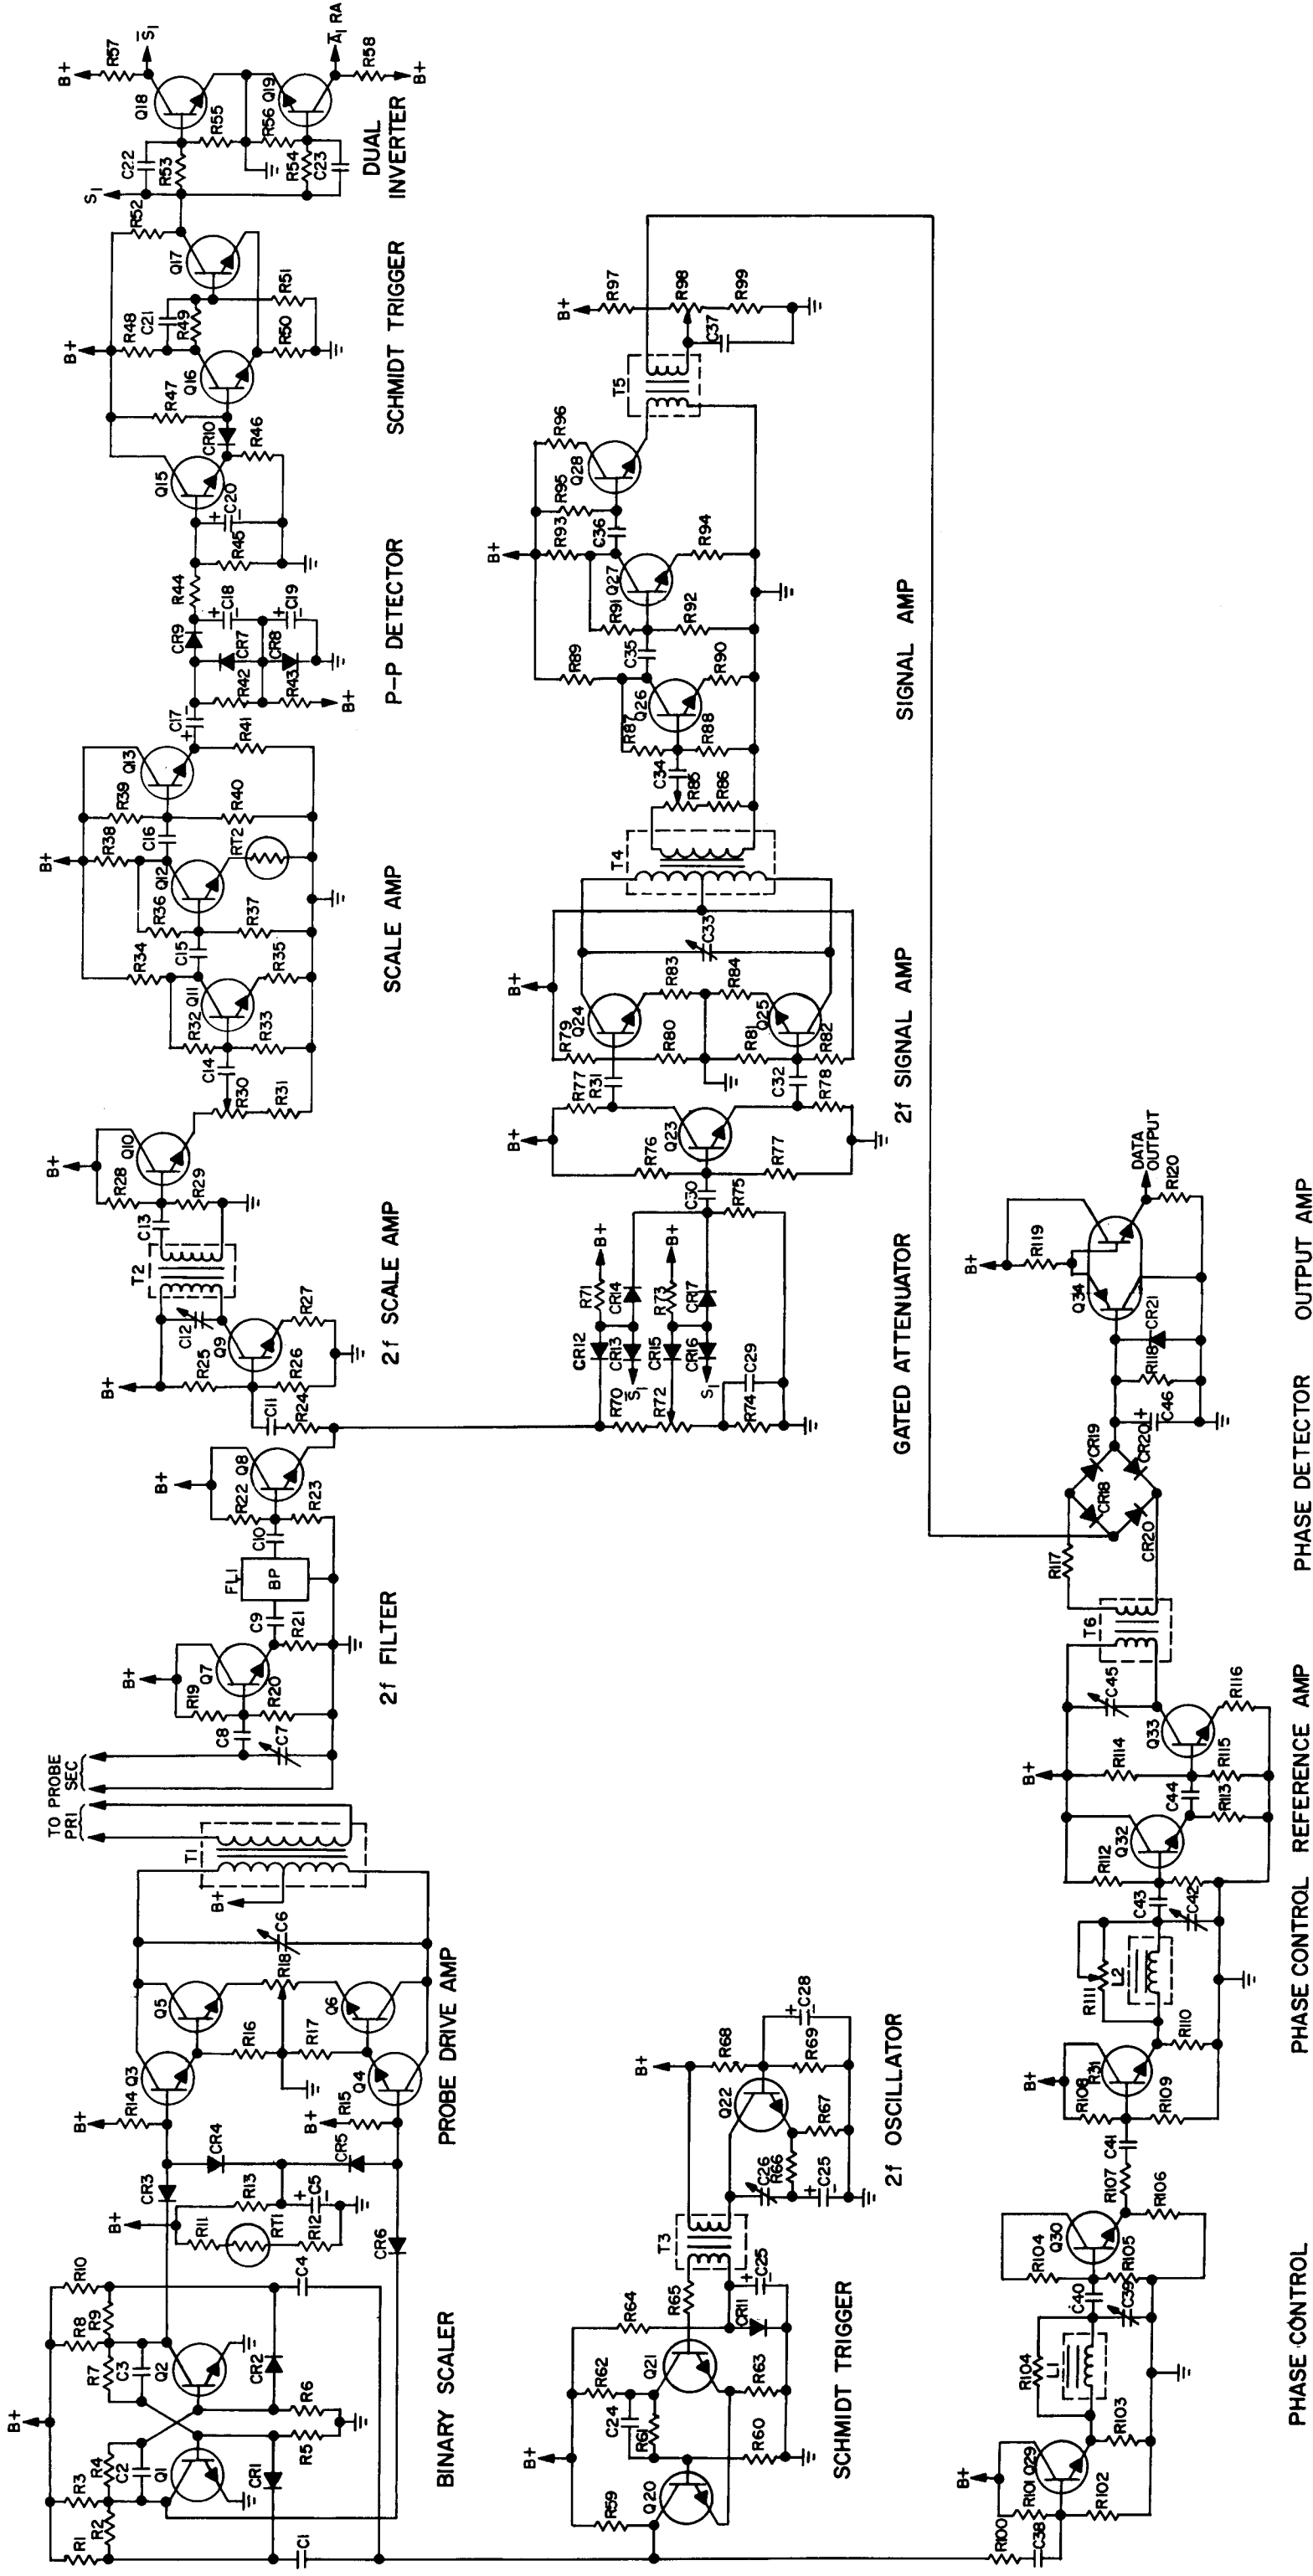 B+
R1
R2
R3
R4
C2
Q1
CR1
C1
R5
R6
R7
R8
R9
R10
C3
Q2
CR2
C4
BINARY SCALER
B+
R11
RT1
R12
R13
C5
CR3
CR4
CR5
CR6
B+
R14
B+
R15
Q3
Q4
R16
R17
Q5
Q6
R18
C6
B+
T1
PROBE DRIVE AMP
TO PROBE
PRI
SEC
C7
C8
B+
R19
R20
Q7
R21
C9
FL1
BP
C10
B+
R22
R23
Q8
2f FILTER
R24
C11
B+
R25
R26
Q9
R27
C12
T2
C13
B+
R28
R29
Q10
2f SCALE AMP
R30
R31
C14
R32
R33
Q11
R34
R35
C15
R36
R37
Q12
B+
R38
RT2
C16
R39
R40
Q13
R41
SCALE AMP
C17
R42
R43
B+
CR7
CR8
CR9
C18
C19
R44
P-P DETECTOR
R45
C20
Q15
R46
CR10
R47
Q16
B+
R48
C21
R49
R50
R51
Q17
R52
SCHMIDT TRIGGER
S1
C22
R53
R54
C23
R55
R56
Q18
Q19
B+
R57
S̄1
Ā1 RA
R58
B+
DUAL
INVERTER
R59
Q20
B+
R60
R61
C24
R62
Q21
R63
R64
R65
CR11
C25
T3
SCHMIDT TRIGGER
C26
R66
C25
R67
Q22
B+
R68
R69
C28
2f OSCILLATOR
R70
R72
R74
C29
CR12
CR13
S̄1
CR15
CR16
S1
R71
B+
CR14
R73
B+
CR17
R75
C30
GATED ATTENUATOR
B+
R76
R77
Q23
R77
R31
C32
R78
B+
R79
R80
R81
R82
Q24
Q25
R83
R84
C33
T4
2f SIGNAL AMP
R85
R86
C34
R87
R88
Q26
R89
R90
C35
R91
R92
Q27
B+
R93
R94
C36
R95
Q28
R96
T5
B+
R97
R98
R99
C37
SIGNAL AMP
R100
C38
B+
R101
R102
Q29
R103
R104
L1
C39
C40
R104
R105
Q30
R106
R107
PHASE CONTROL
C41
B+
R108
R109
R31
R110
R111
L2
C42
C43
R112
PHASE CONTROL
Q32
R113
C44
B+
R114
R115
Q33
R116
C45
T6
REFERENCE AMP
R117
CR18
CR19
CR20
CR20
C46
R118
CR21
PHASE DETECTOR
Q34
B+
R119
DATA
OUTPUT
R120
OUTPUT AMP